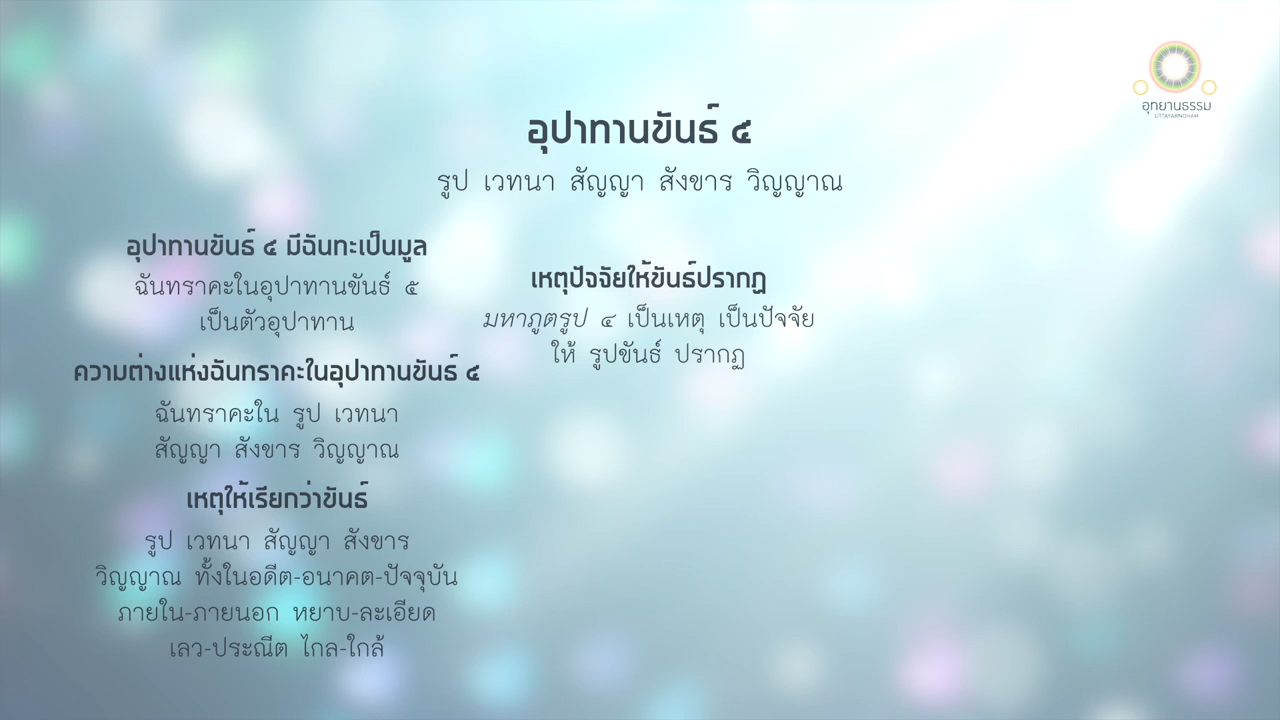 อุทยานธรรม
UTTAYARNDHAM
อุปาทานขันธ์ ๕
รูป เวทนา สัญญา สังขาร วิญญาณ
อุปาทานขันธ์ ๕ มีฉันทะเป็นมูล
ฉันทราคะในอุปาทานขันธ์ ๕
เป็นตัวอุปาทาน
ความต่างแห่งฉันทราคะในอุปาทานขันธ์ ๕
ฉันทราคะใน รูป เวทนา
สัญญา สังขาร วิญญาณ
เหตุให้เรียกว่าขันธ์
รูป เวทนา สัญญา สังขาร
วิญญาณ ทั้งในอดีต-อนาคต-ปัจจุบัน
ภายใน-ภายนอก หยาบ-ละเอียด
เลว-ประณีต ไกล-ใกล้
เหตุปัจจัยให้ขันธ์ปรากฏ
มหาภูตรูป ๔ เป็นเหตุ เป็นปัจจัย
ให้ รูปขันธ์ ปรากฏ